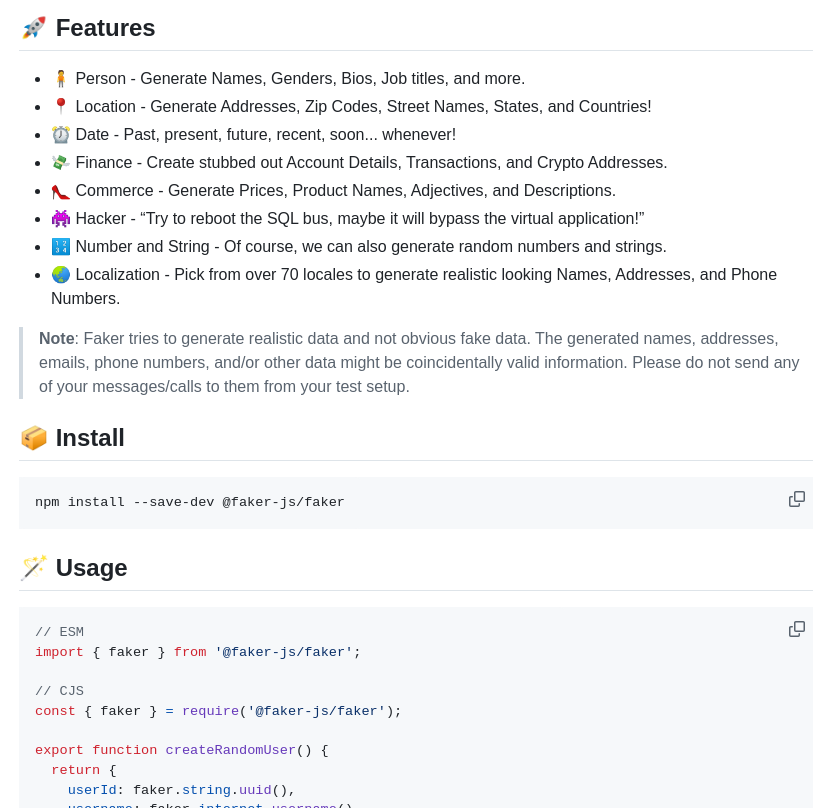 🚀 Features
• 🧍 Person - Generate Names, Genders, Bios, Job titles, and more.
• 📍 Location - Generate Addresses, Zip Codes, Street Names, States, and Countries!
• ⏰ Date - Past, present, future, recent, soon... whenever!
• 💸 Finance - Create stubbed out Account Details, Transactions, and Crypto Addresses.
• 👠 Commerce - Generate Prices, Product Names, Adjectives, and Descriptions.
• 👾 Hacker - “Try to reboot the SQL bus, maybe it will bypass the virtual application!”
• 🔢 Number and String - Of course, we can also generate random numbers and strings.
• 🌏 Localization - Pick from over 70 locales to generate realistic looking Names, Addresses, and Phone
Numbers.
Note: Faker tries to generate realistic data and not obvious fake data. The generated names, addresses,
emails, phone numbers, and/or other data might be coincidentally valid information. Please do not send any
of your messages/calls to them from your test setup.
📦 Install
npm install --save-dev @faker-js/faker
🪄 Usage
// ESM
import { faker } from '@faker-js/faker';
// CJS
const { faker } = require('@faker-js/faker');
export function createRandomUser() {
  return {
    userId: faker.string.uuid(),
    username: faker.internet.username()